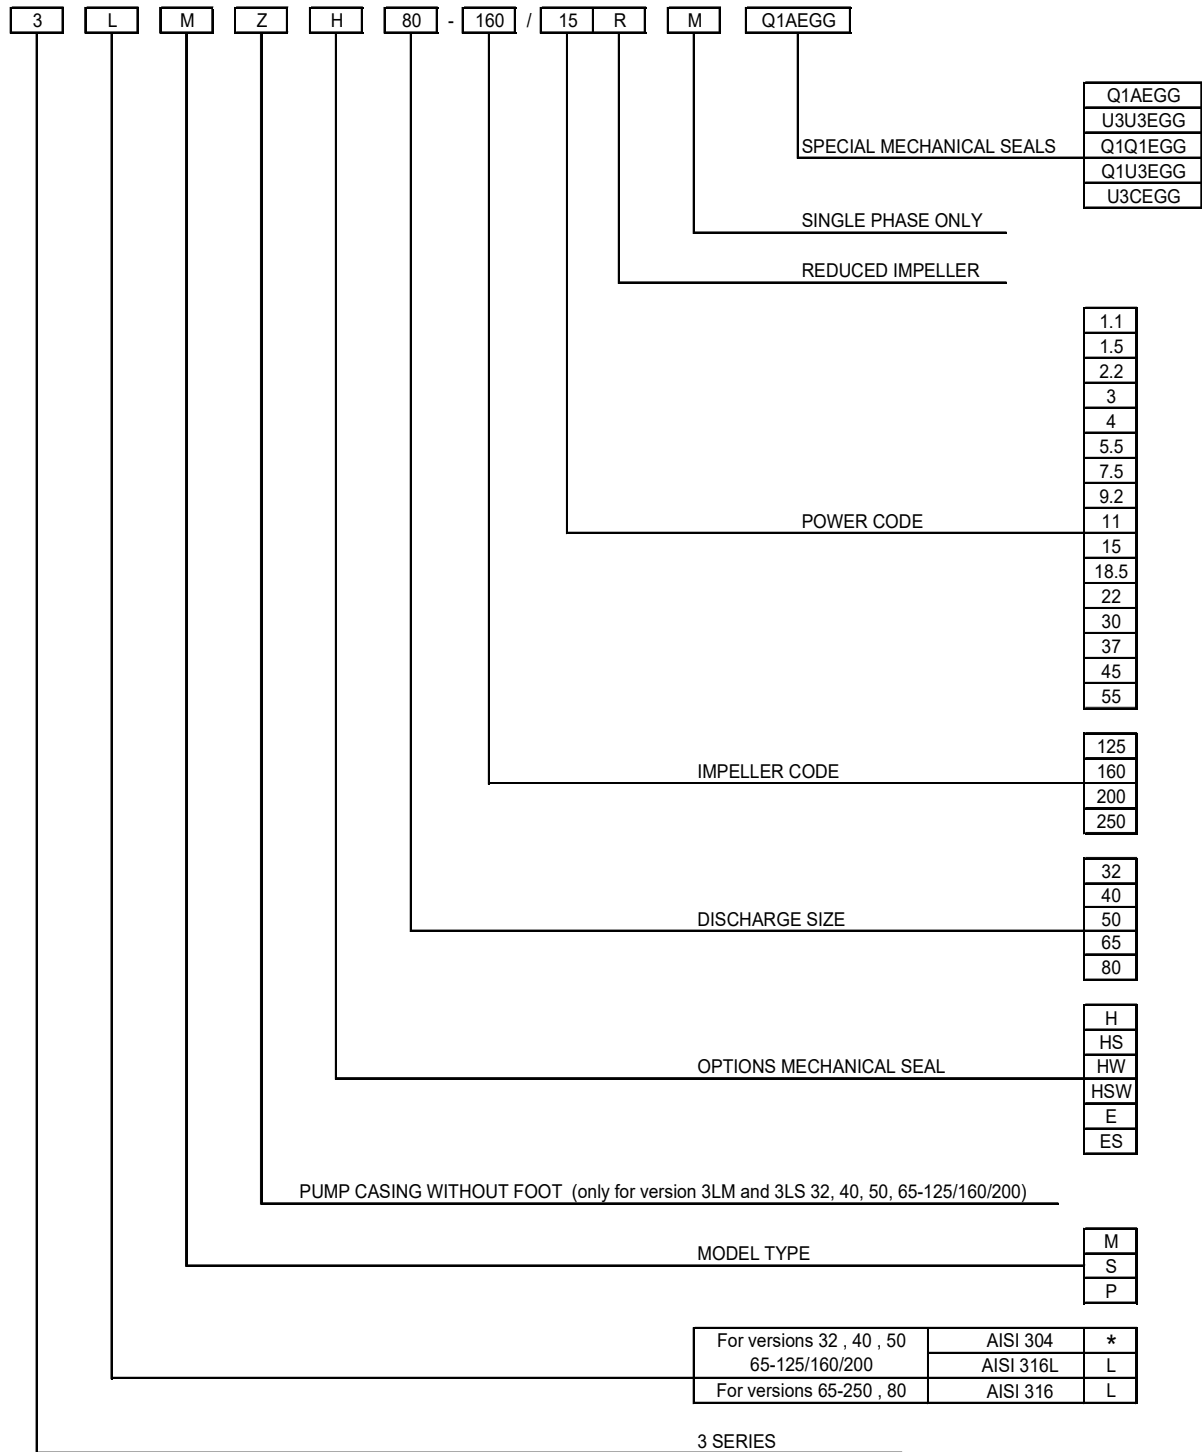 3 L M Z H 80 - 160 / 15 R M Q1AEGG
Q1AEGG
U3U3EGG
SPECIAL MECHANICAL SEALS Q1Q1EGG
Q1U3EGG
U3CEGG
SINGLE PHASE ONLY
REDUCED IMPELLER
1.1
1.5
2.2
3
4
5.5
7.5
9.2
POWER CODE 11
15
18.5
22
30
37
45
55
125
IMPELLER CODE 160
200
250
32
40
DISCHARGE SIZE 50
65
80
H
HS
OPTIONS MECHANICAL SEAL HW
HSW
E
ES
PUMP CASING WITHOUT FOOT (only for version 3LM and 3LS 32, 40, 50, 65-125/160/200)
M
MODEL TYPE S
P
For versions 32 , 40 , 50 AISI 304 *
65-125/160/200 AISI 316L L
For versions 65-250 , 80 AISI 316 L
3 SERIES